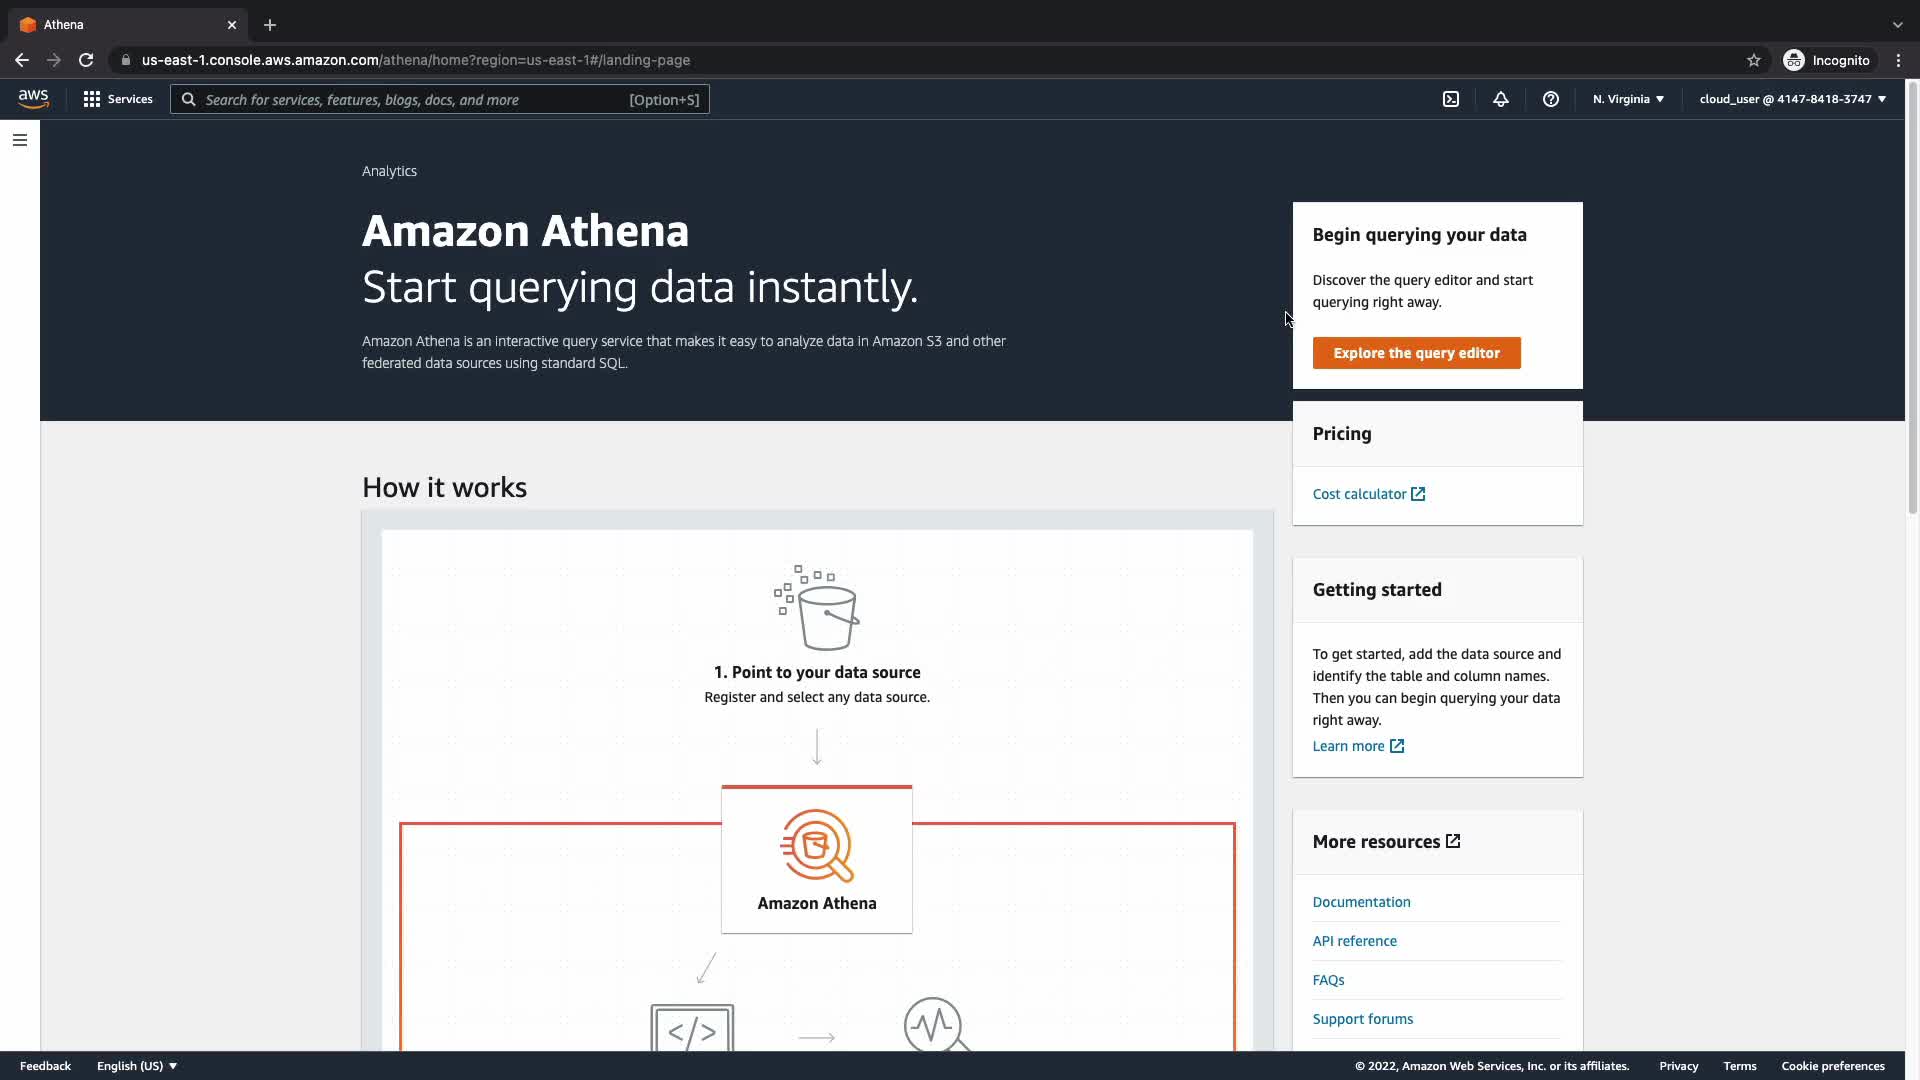 Athena
us-east-1.console.aws.amazon.com/athena/home?region=us-east-1#/landing-page
Incognito
aws
Services
Search for services, features, blogs, docs, and more
[Option+S]
N. Virginia
cloud_user @ 4147-8418-3747
Analytics
Amazon Athena
Start querying data instantly.
Amazon Athena is an interactive query service that makes it easy to analyze data in Amazon S3 and other
federated data sources using standard SQL.
Begin querying your data
Discover the query editor and start
querying right away.
Explore the query editor
Pricing
Cost calculator
How it works
1. Point to your data source
Register and select any data source.
Amazon Athena
</>
Getting started
To get started, add the data source and
identify the table and column names.
Then you can begin querying your data
right away.
Learn more
More resources
Documentation
API reference
FAQs
Support forums
Feedback
English (US)
© 2022, Amazon Web Services, Inc. or its affiliates.
Privacy
Terms
Cookie preferences